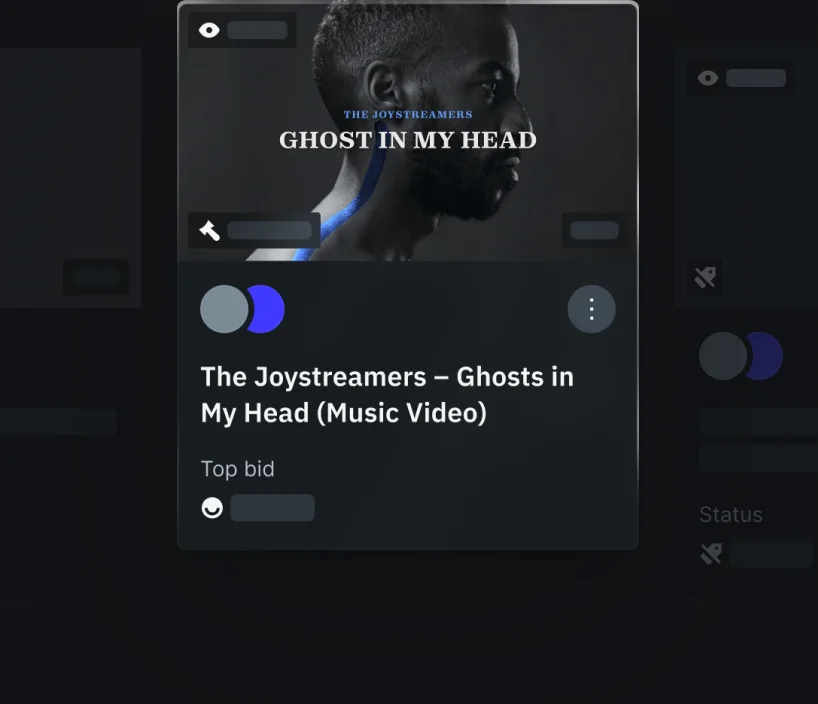 THE JOYSTREAMERS
GHOST IN MY HEAD
The Joystreamers – Ghosts in
My Head (Music Video)
Top bid
Status